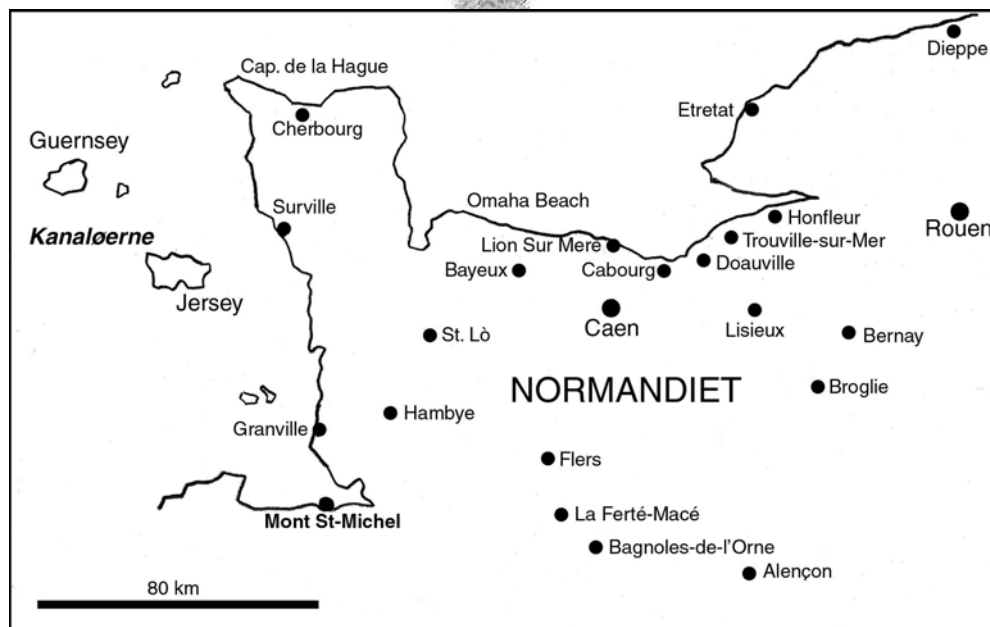 Dieppe
Cap. de la Hague
Etretat
Cherbourg
Guernsey
Surville
Omaha Beach
Honfleur
Rouen
Kanaløerne
Lion Sur Mere
Trouville-sur-Mer
Bayeux
Cabourg
Doauville
Jersey
Caen
Lisieux
St. Lò
Bernay
NORMANDIET
Broglie
Hambye
Granville
Flers
Mont St-Michel
La Ferté-Macé
Bagnoles-de-l'Orne
Alençon
80 km